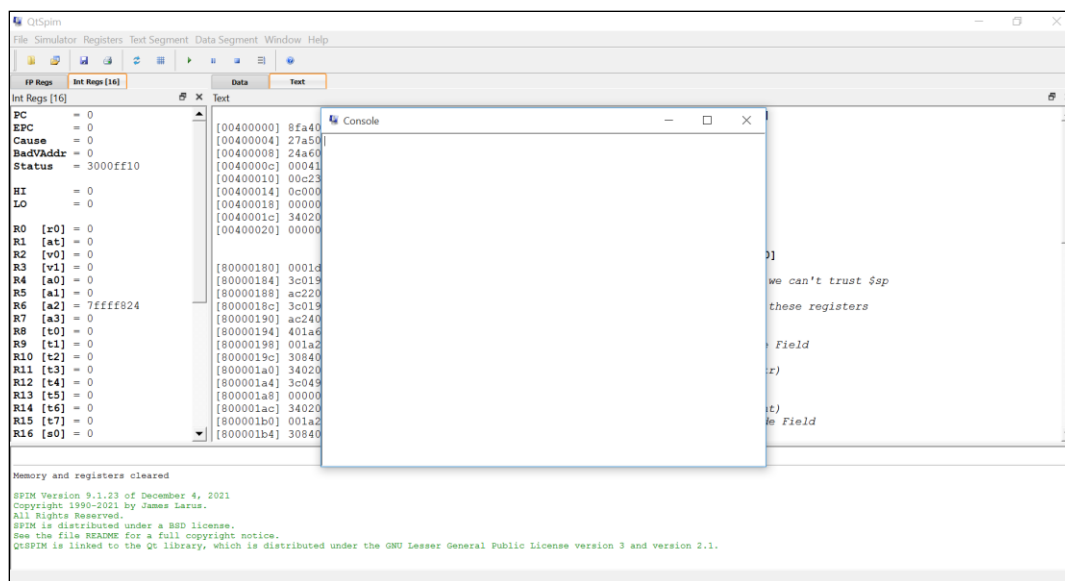 QtSpim
File Simulator Registers Text Segment Data Segment Window Help
FP Regs Int Regs [16] Data Text
Int Regs [16] Text
PC = 0
EPC = 0
Cause = 0
BadVAddr = 0
Status = 3000ff10
HI = 0
LO = 0
R0 [r0] = 0
R1 [at] = 0
R2 [v0] = 0
R3 [v1] = 0
R4 [a0] = 0
R5 [a1] = 0
R6 [a2] = 7ffff824
R7 [a3] = 0
R8 [t0] = 0
R9 [t1] = 0
R10 [t2] = 0
R11 [t3] = 0
R12 [t4] = 0
R13 [t5] = 0
R14 [t6] = 0
R15 [t7] = 0
R16 [s0] = 0
[00400000] 8fa40
[00400004] 27a50
[00400008] 24a60
[0040000c] 00041
[00400010] 00c23
[00400014] 0c000
[00400018] 00000
[0040001c] 34020
[00400020] 00000
[80000180] 0001d
[80000184] 3c019
[80000188] ac220
[8000018c] 3c019
[80000190] ac240
[80000194] 401a6
[80000198] 001a2
[8000019c] 30840
[800001a0] 34020
[800001a4] 3c049
[800001a8] 00000
[800001ac] 34020
[800001b0] 001a2
[800001b4] 30840
Console
we can't trust $sp
these registers
Field
Field
Memory and registers cleared
SPIM Version 9.1.23 of December 4, 2021
Copyright 1990-2021 by James Larus.
All Rights Reserved.
SPIM is distributed under a BSD license.
See the file README for a full copyright notice.
QtSPIM is linked to the Qt library, which is distributed under the GNU Lesser General Public License version 3 and version 2.1.